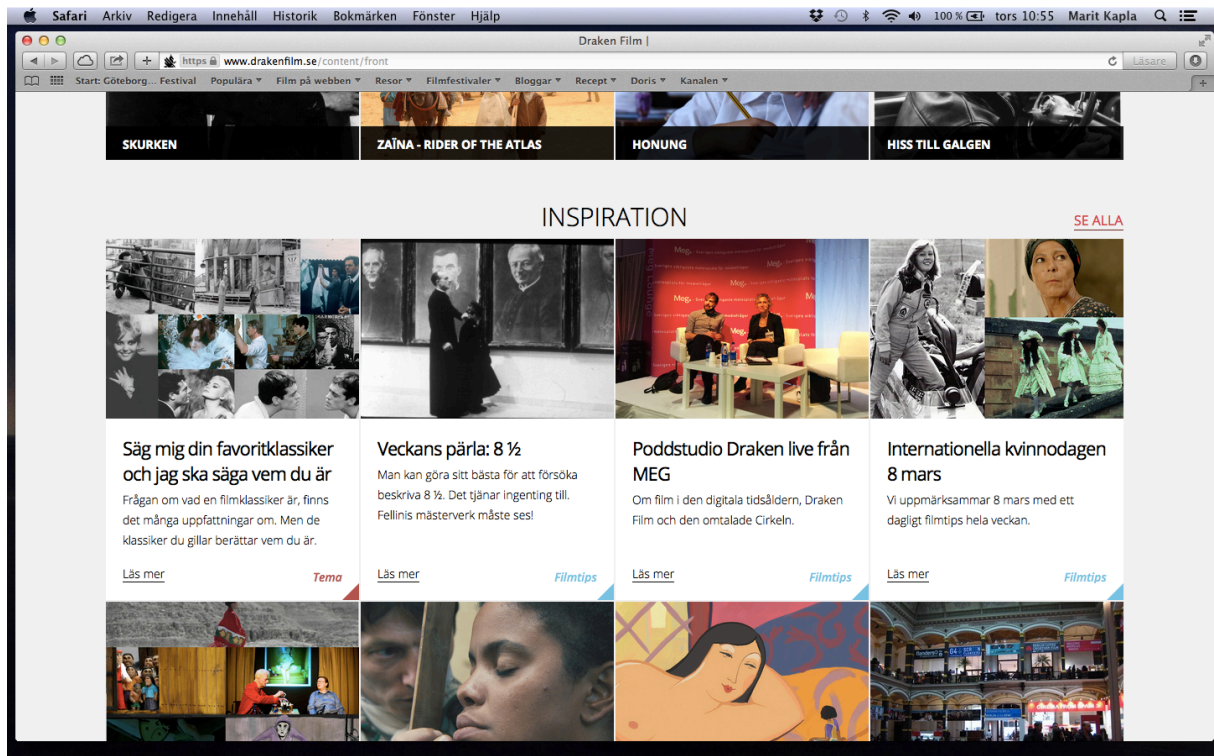 Safari Arkiv Redigera Innehåll Historik Bokmärken Fönster Hjälp 100 % tors 10:55 Marit Kapla
Draken Film |
https www.drakenfilm.se/content/front Läsare
Start: Göteborg... Festival Populära Film på webben Resor Filmfestivaler Bloggar Recept Doris Kanalen
SKURKEN ZAÏNA - RIDER OF THE ATLAS HONUNG HISS TILL GALGEN
INSPIRATION
SE ALLA
Meg.
Säg mig din favoritklassiker
och jag ska säga vem du är
Frågan om vad en filmklassiker är, finns
det många uppfattningar om. Men de
klassiker du gillar berättar vem du är.
Läs mer Tema
Veckans pärla: 8 ½
Man kan göra sitt bästa för att försöka
beskriva 8 ½. Det tjänar ingenting till.
Fellinis mästerverk måste ses!
Läs mer Filmtips
Poddstudio Draken live från
MEG
Om film i den digitala tidsåldern, Draken
Film och den omtalade Cirkeln.
Läs mer Filmtips
Internationella kvinnodagen
8 mars
Vi uppmärksammar 8 mars med ett
dagligt filmtips hela veckan.
Läs mer Filmtips